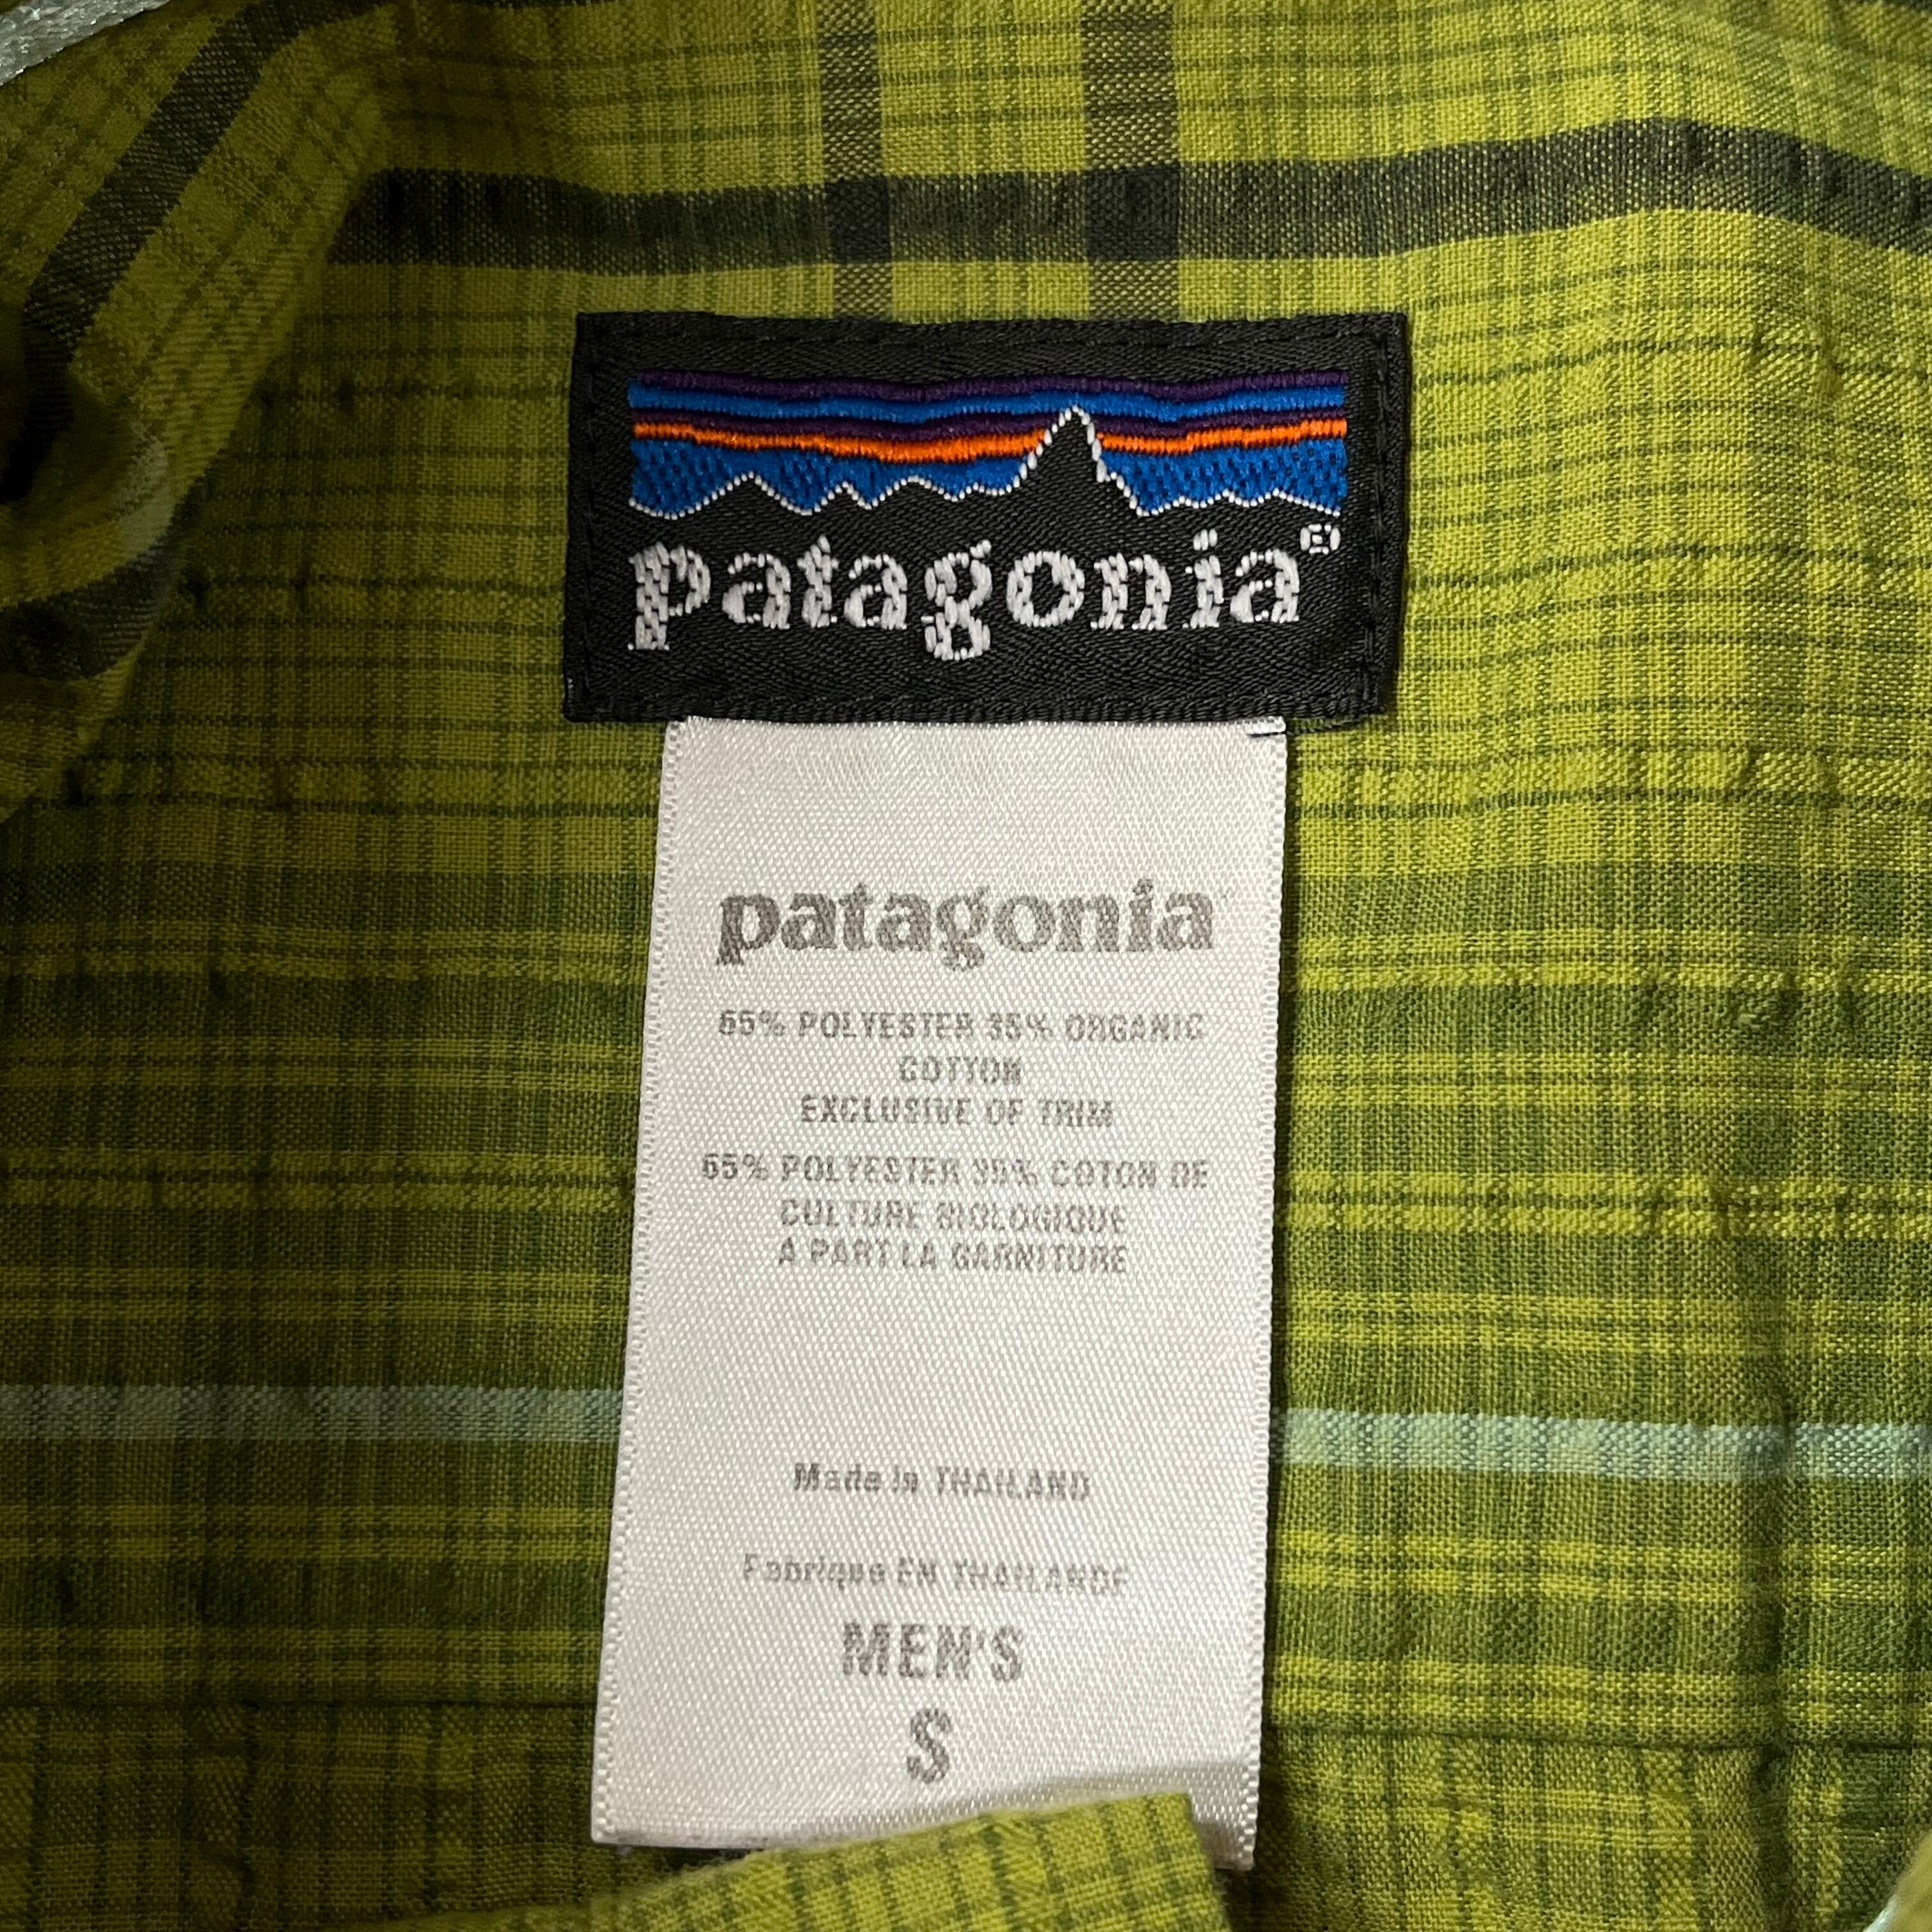 patagonia®
patagonia™
65% POLYESTER 35% ORGANIC
COTTON
EXCLUSIVE OF TRIM
65% POLYESTER 35% COTON DE
CULTURE BIOLOGIQUE
A PART LA GARNITURE
Made in THAILAND
Fabrique EN THAILANDE
MEN'S
S